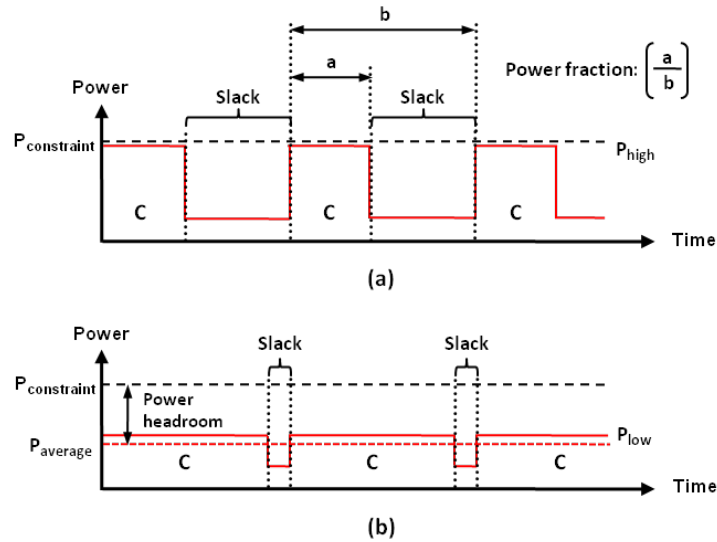 b
a
Power fraction: (a/b)
Power
Slack
Slack
Pconstraint
Phigh
C
C
C
Time
(a)
Power
Slack
Slack
Pconstraint
Power
headroom
Plow
Paverage
C
C
C
Time
(b)